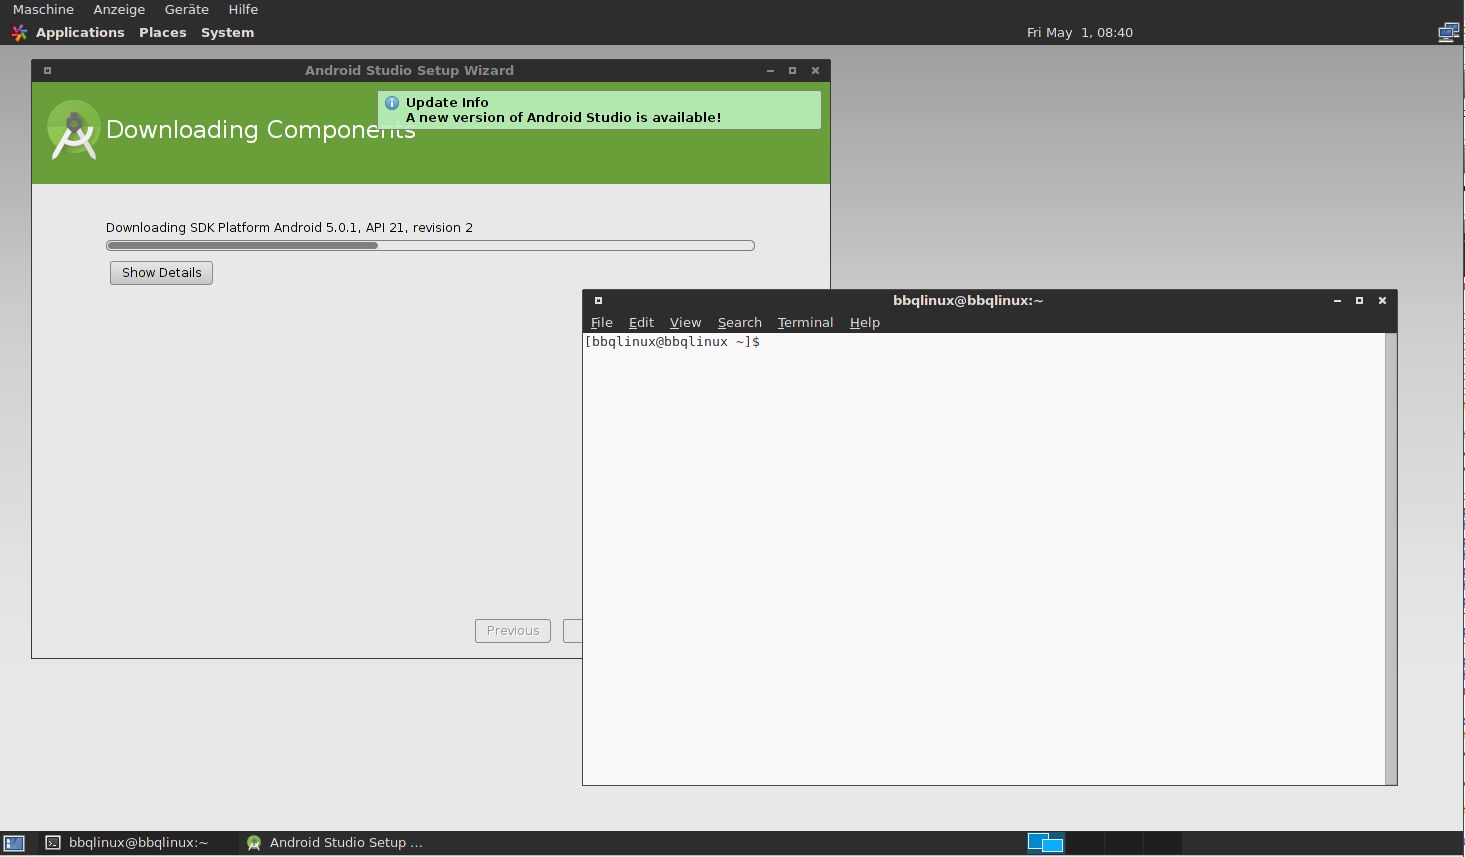 Maschine Anzeige Geräte Hilfe
Applications Places System Fri May 1, 08:40
Android Studio Setup Wizard
Update Info
A new version of Android Studio is available!
Downloading Components
Downloading SDK Platform Android 5.0.1, API 21, revision 2
Show Details
Previous
bbqlinux@bbqlinux:~
File Edit View Search Terminal Help
[bbqlinux@bbqlinux ~]$
bbqlinux@bbqlinux:~ Android Studio Setup ...